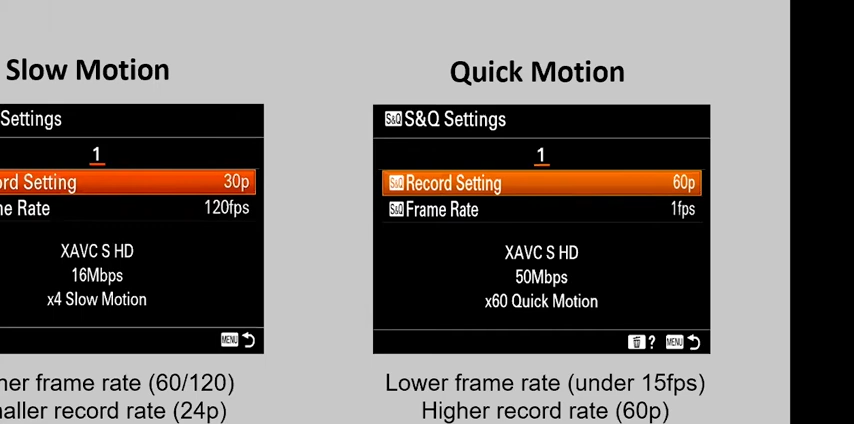 Slow Motion
Settings
1
ord Setting 30p
me Rate 120fps
XAVC S HD
16Mbps
x4 Slow Motion
MENU
her frame rate (60/120)
aller record rate (24p)
Quick Motion
S&Q S&Q Settings
1
S&Q Record Setting 60p
S&Q Frame Rate 1fps
XAVC S HD
50Mbps
x60 Quick Motion
? MENU
Lower frame rate (under 15fps)
Higher record rate (60p)